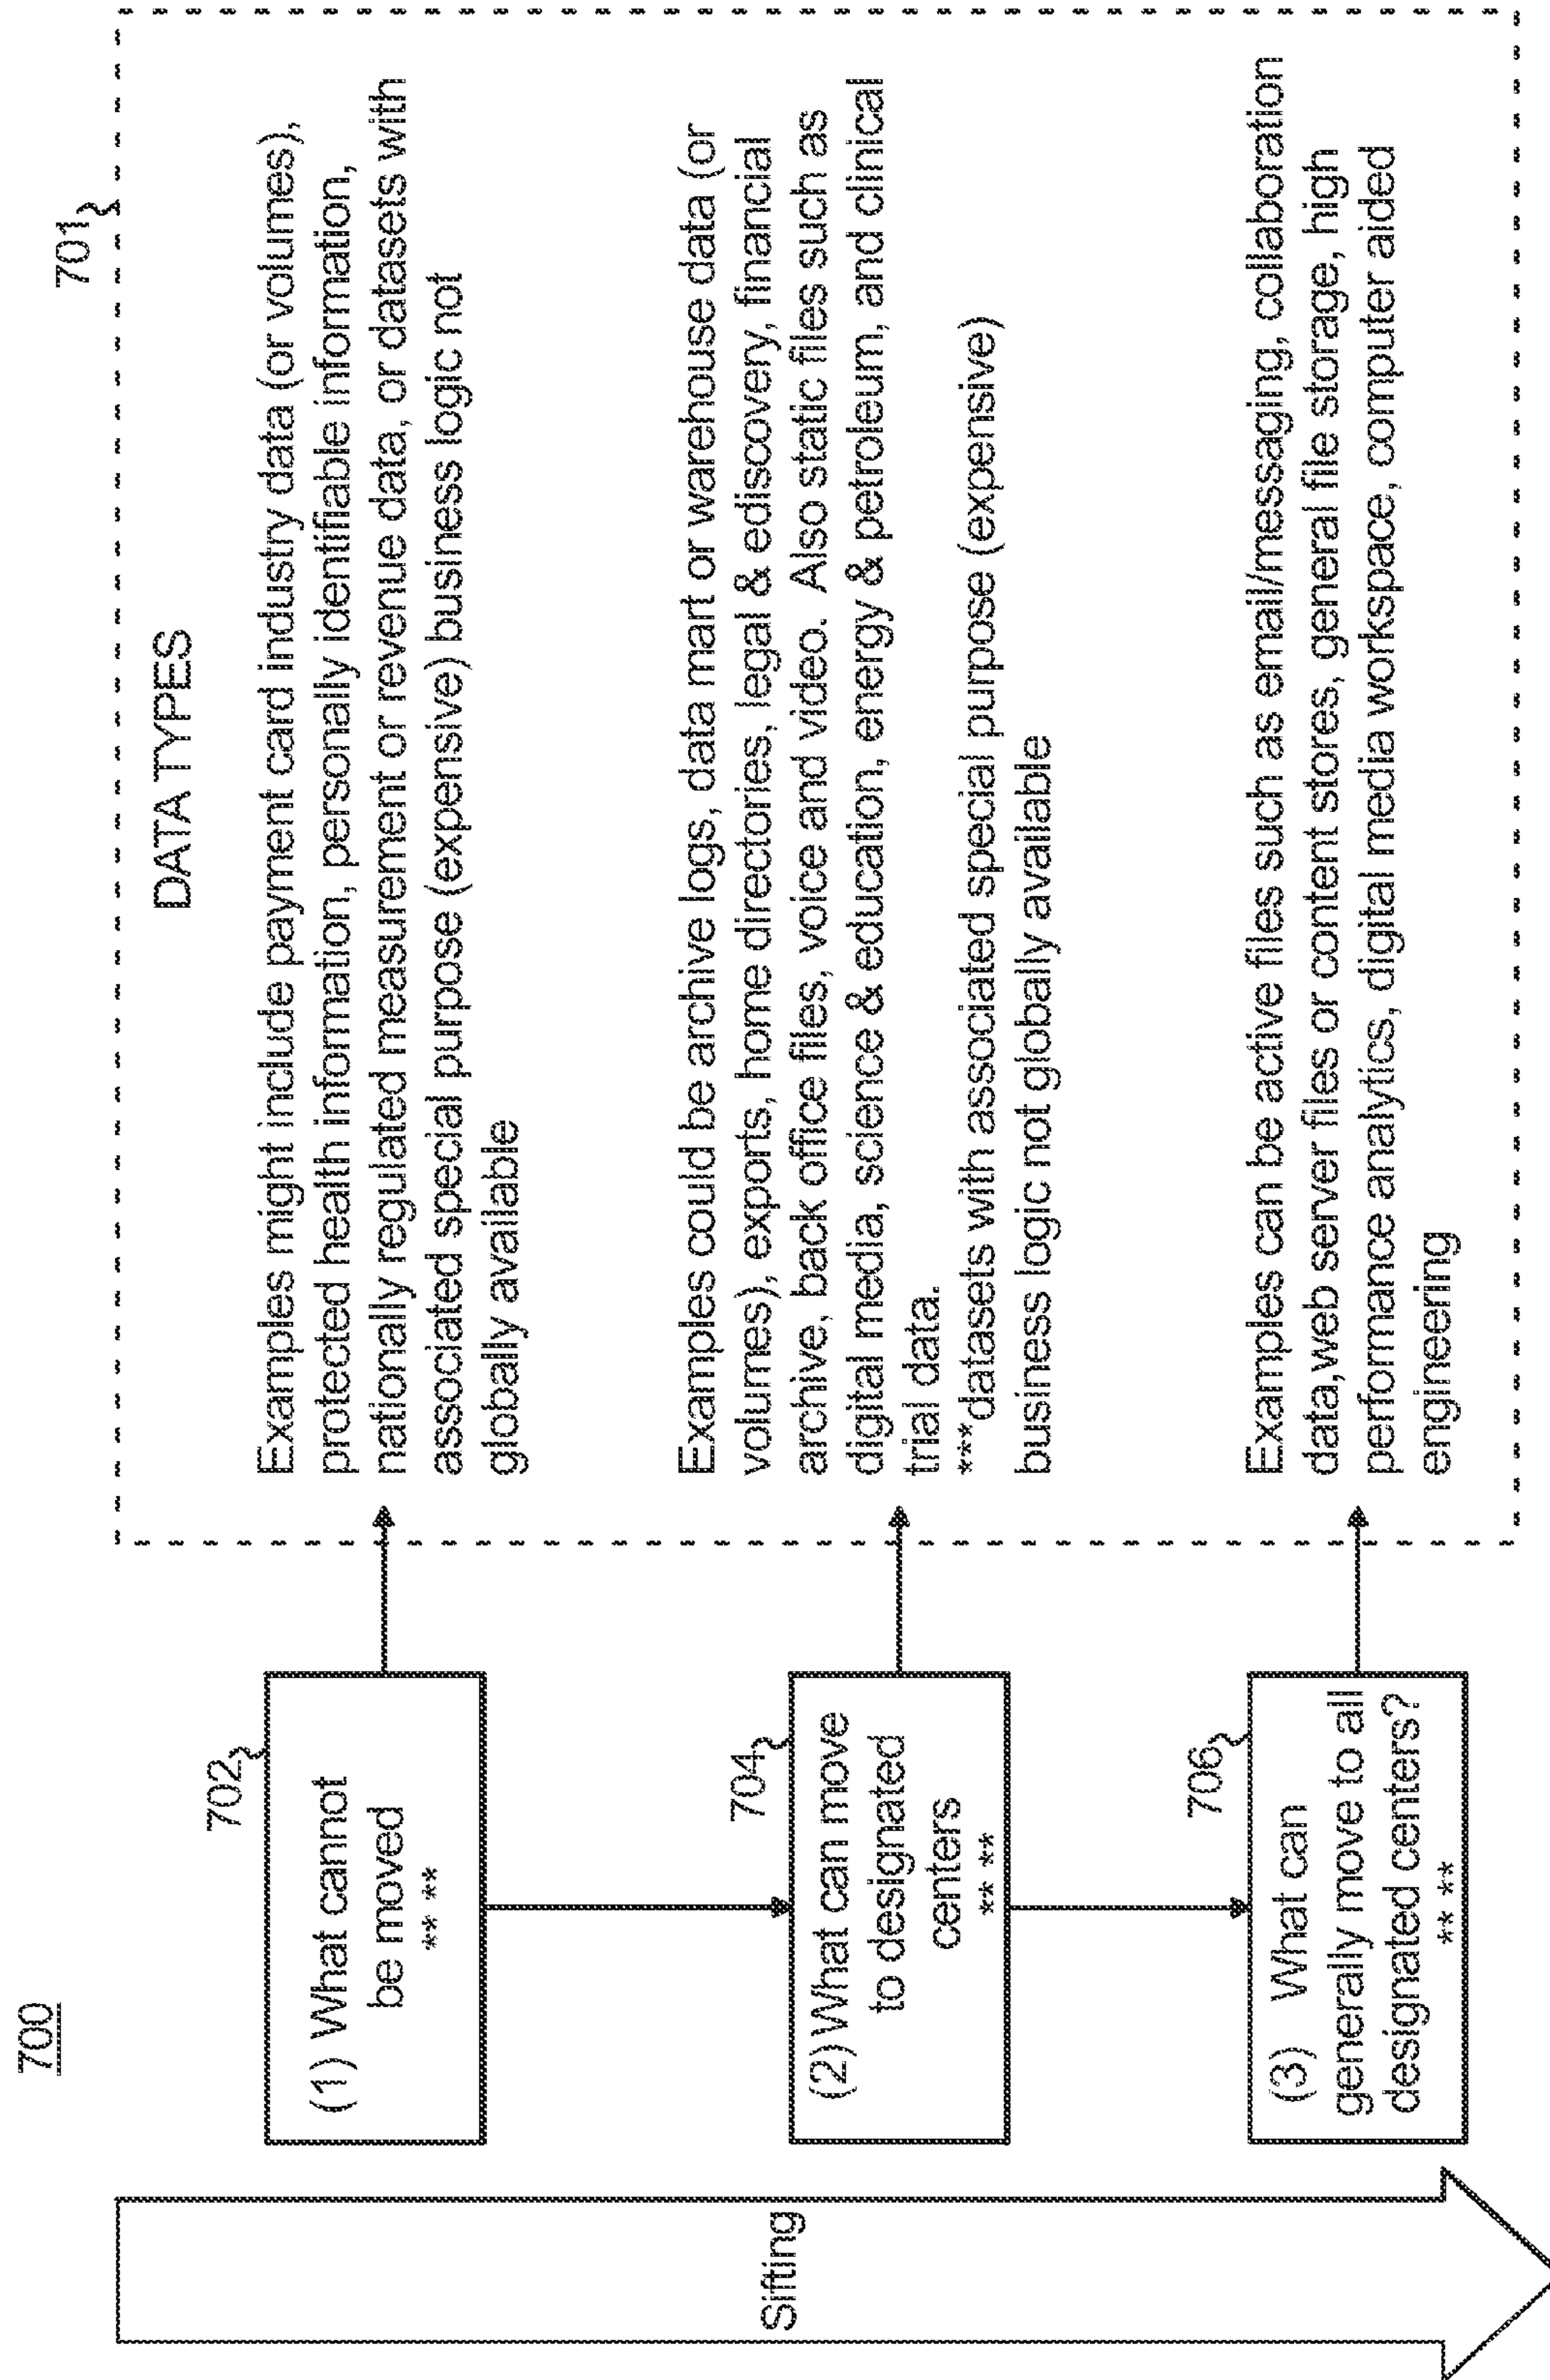 700
701
DATA TYPES
Sifting
702
(1) What cannot
be moved
** **
Examples might include payment card industry data (or volumes),
protected health information, personally identifiable information,
nationally regulated measurement or revenue data, or datasets with
associated special purpose (expensive) business logic not
globally available
704
(2) What can move
to designated
centers
** **
Examples could be archive logs, data mart or warehouse data (or
volumes), exports, home directories, legal & ediscovery, financial
archive, back office files, voice and video.  Also static files such as
digital media, science & education, energy & petroleum, and clinical
trial data.
***datasets with associated special purpose (expensive)
business logic not globally available
706
(3) What can
generally move to all
designated centers?
** **
Examples can be active files such as email/messaging, collaboration
data,web server files or content stores, general file storage, high
performance analytics, digital media workspace, computer aided
engineering